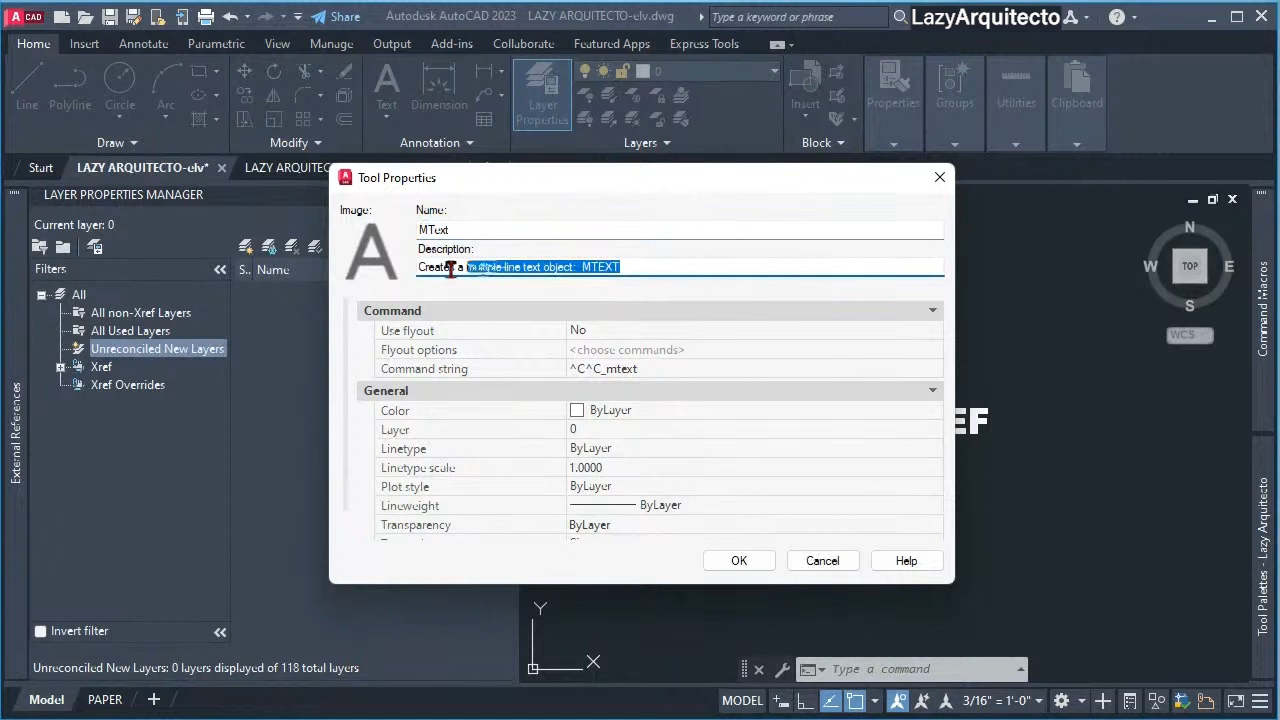 CAD
Share
Autodesk AutoCAD 2023 LAZY ARQUITECTO-elv.dwg
Type a keyword or phrase
LazyArquitecto
Home Insert Annotate Parametric View Manage Output Add-ins Collaborate Featured Apps Express Tools
0
Line Polyline Circle Arc Text Dimension Layer Properties Insert Properties Groups Utilities Clipboard
Draw Modify Annotation Layers Block
Start LAZY ARQUITECTO-elv* LAZY ARQUITEC
LAYER PROPERTIES MANAGER
Current layer: 0
Filters
S.. Name
All
All non-Xref Layers
All Used Layers
Unreconciled New Layers
Xref
Xref Overrides
Invert filter
Unreconciled New Layers: 0 layers displayed of 118 total layers
External References
Tool Properties
Image:
Name:
MText
Description:
Creates a multiple-line text object: MTEXT
Command
Use flyout No
Flyout options <choose commands>
Command string ^C^C_mtext
General
Color ByLayer
Layer 0
Linetype ByLayer
Linetype scale 1.0000
Plot style ByLayer
Lineweight ByLayer
Transparency ByLayer
OK Cancel Help
N
W TOP E
S
WCS
EF
Command Macros
Tool Palettes - Lazy Arquitecto
Y
X
Type a command
Model PAPER
MODEL
3/16" = 1'-0"